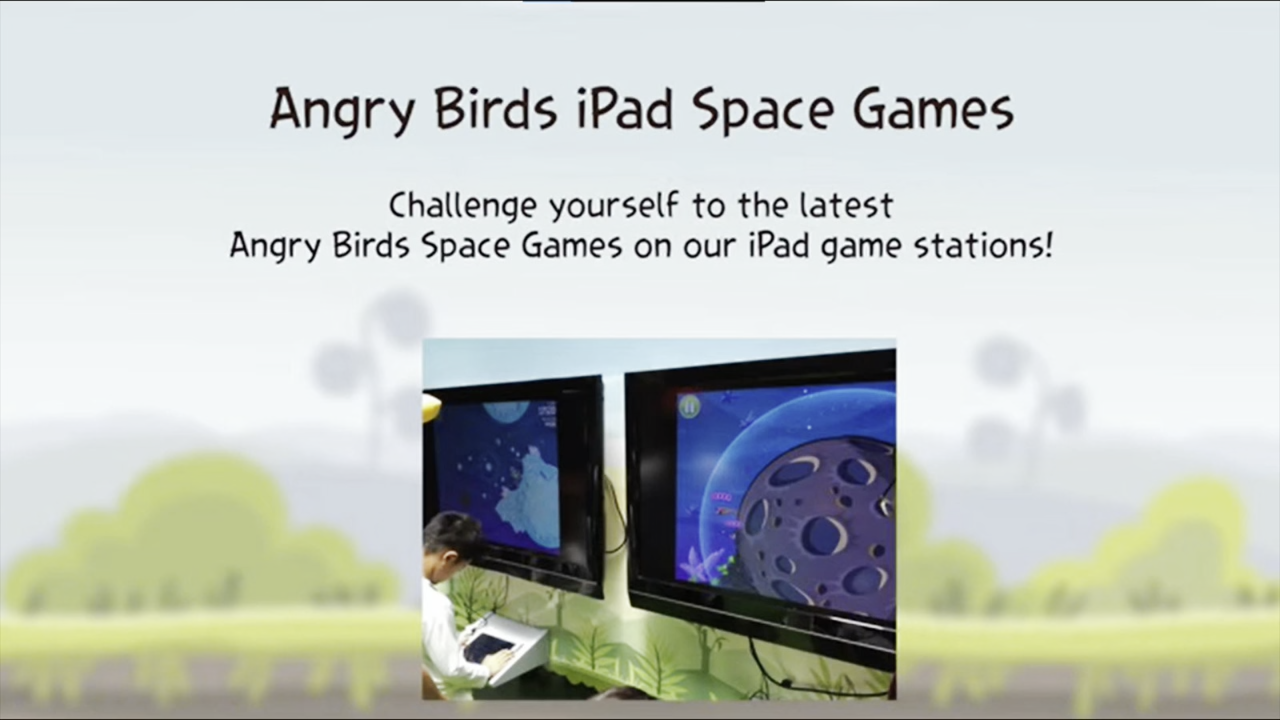 Angry Birds iPad Space Games
Challenge yourself to the latest
Angry Birds Space Games on our iPad game stations!